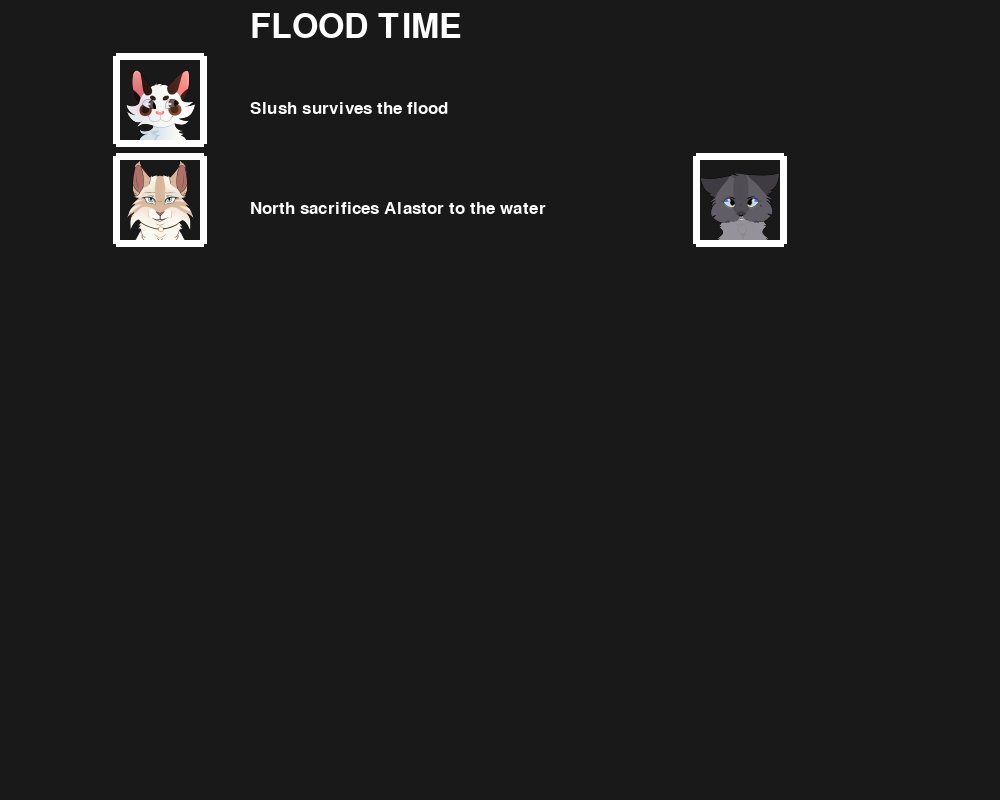 FLOOD TIME
Slush survives the flood
North sacrifices Alastor to the water